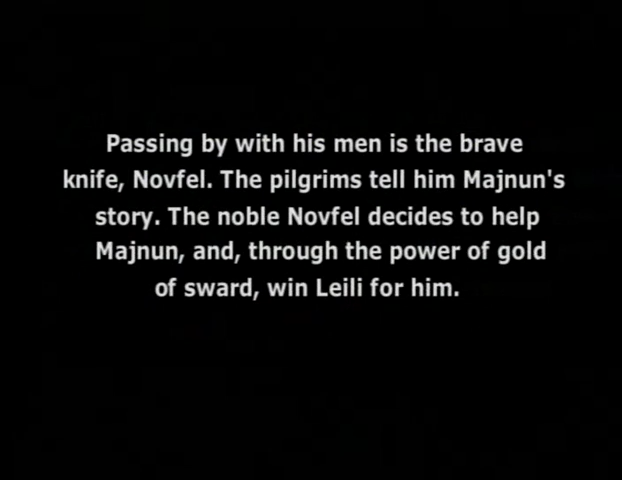 Passing by with his men is the brave
knife, Novfel. The pilgrims tell him Majnun's
story. The noble Novfel decides to help
Majnun, and, through the power of gold
of sward, win Leili for him.